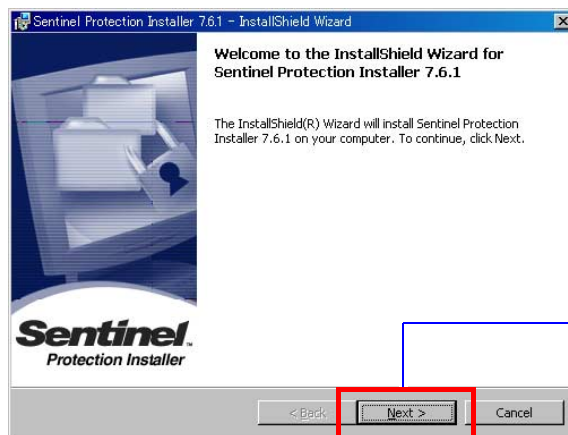 Sentinel Protection Installer 7.6.1 - InstallShield Wizard
Welcome to the InstallShield Wizard for
Sentinel Protection Installer 7.6.1
The InstallShield(R) Wizard will install Sentinel Protection
Installer 7.6.1 on your computer. To continue, click Next.
Sentinel
Protection Installer
< Back
Next >
Cancel